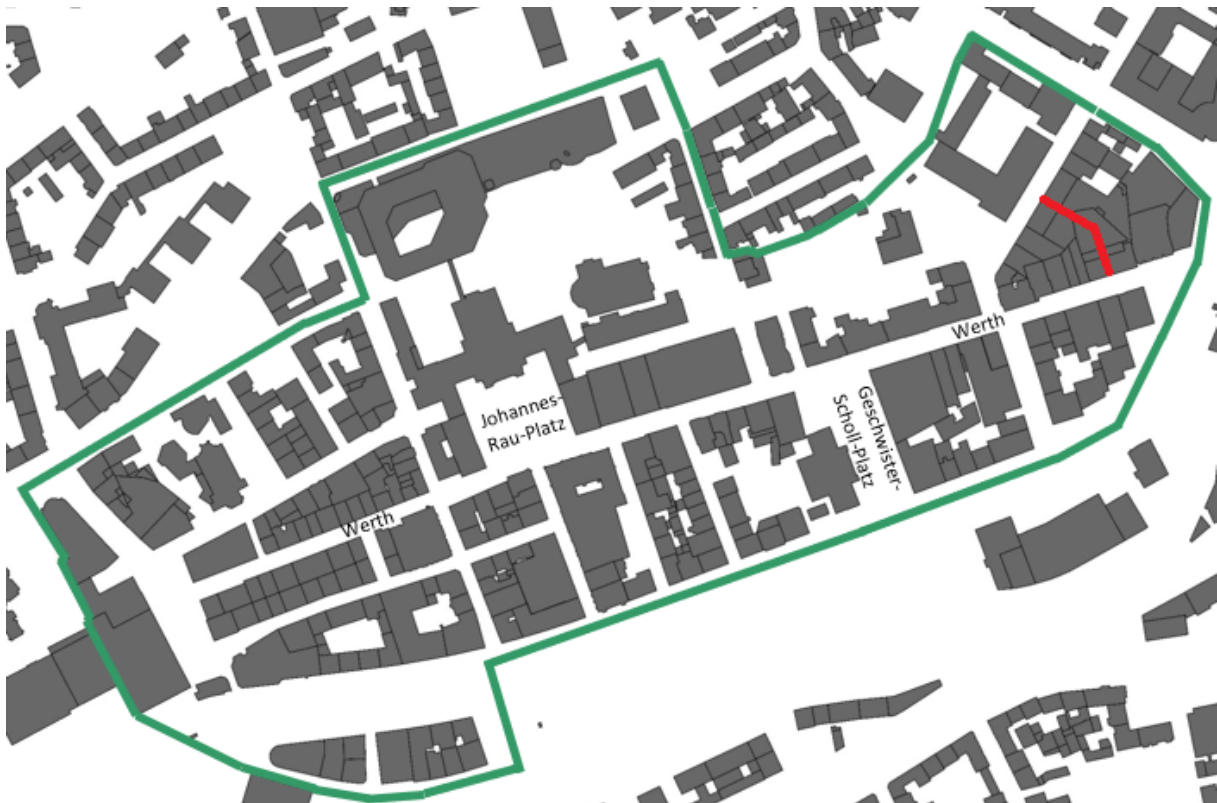 Werth
Johannes-
Rau-Platz
Geschwister-
Scholl-Platz
Werth